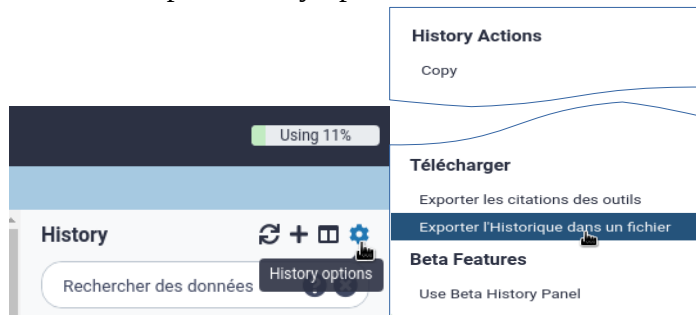 History Actions
Copy
Using 11%
Télécharger
Exporter les citations des outils
Exporter l'Historique dans un fichier
History
History options
Rechercher des données
Beta Features
Use Beta History Panel